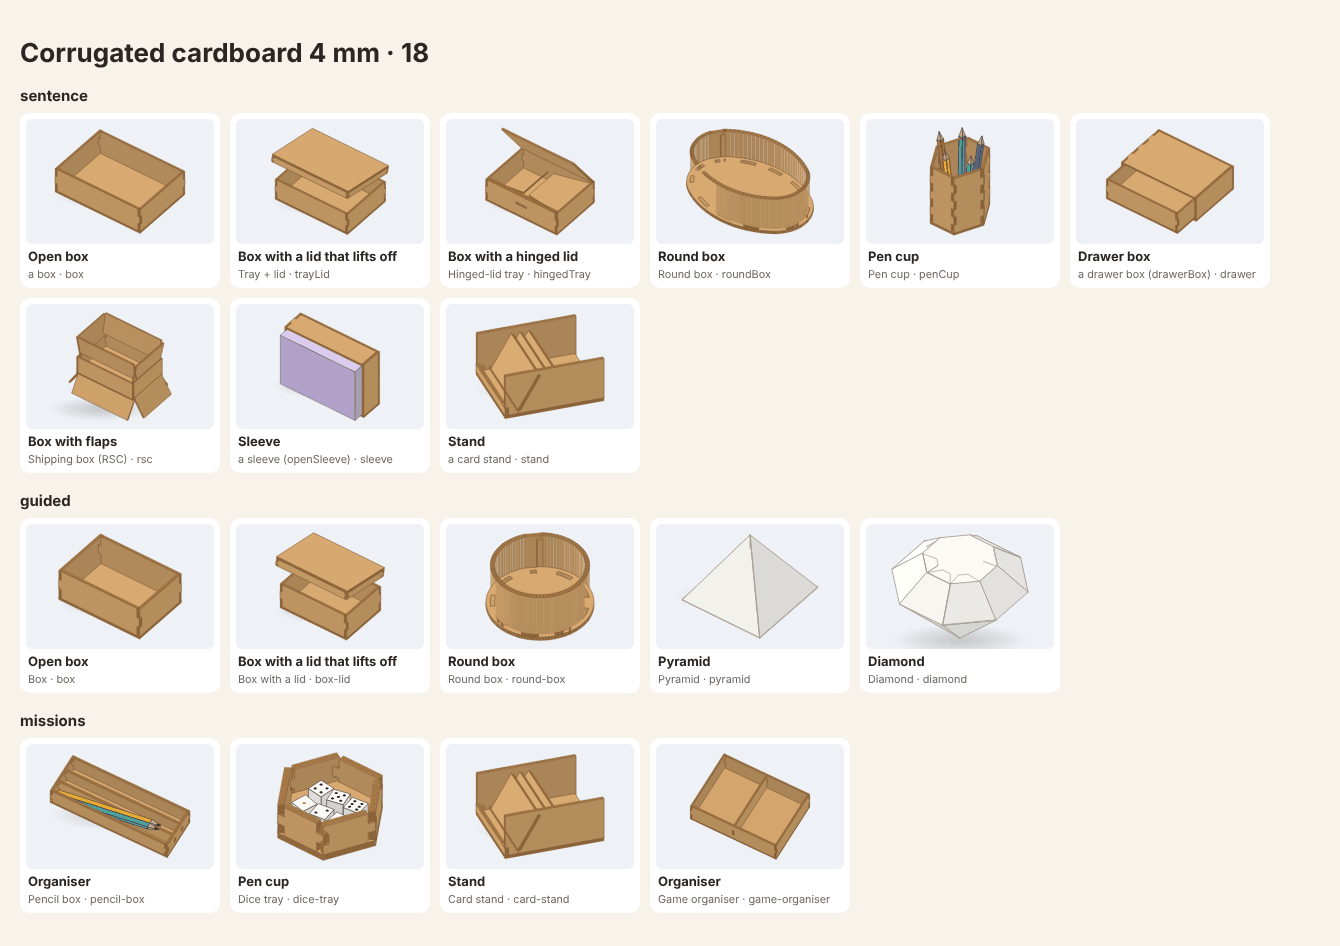 Corrugated cardboard 4 mm · 18
sentence
Open box
a box · box
Box with a lid that lifts off
Tray + lid · trayLid
Box with a hinged lid
Hinged-lid tray · hingedTray
Round box
Round box · roundBox
Pen cup
Pen cup · penCup
Drawer box
a drawer box (drawerBox) · drawer
Box with flaps
Shipping box (RSC) · rsc
Sleeve
a sleeve (openSleeve) · sleeve
Stand
a card stand · stand
guided
Open box
Box · box
Box with a lid that lifts off
Box with a lid · box-lid
Round box
Round box · round-box
Pyramid
Pyramid · pyramid
Diamond
Diamond · diamond
missions
Organiser
Pencil box · pencil-box
Pen cup
Dice tray · dice-tray
Stand
Card stand · card-stand
Organiser
Game organiser · game-organiser